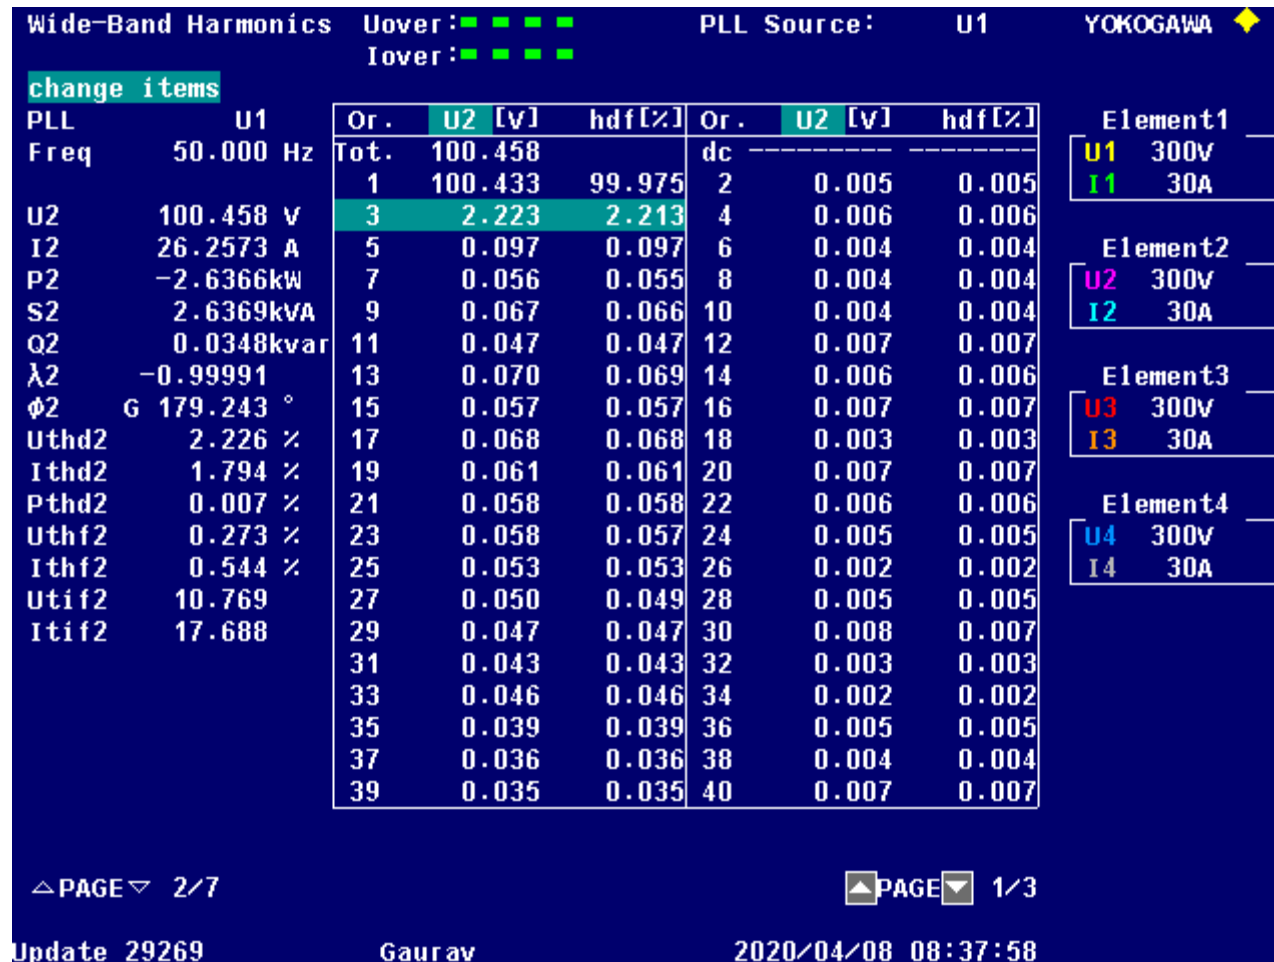 Wide-Band Harmonics Uover: PLL Source: U1 YOKOGAWA
Iover:
change items
PLL U1 Or. U2 [V] hdf[%] Or. U2 [V] hdf[%] Element1
Freq 50.000 Hz Tot. 100.458 dc -------- -------- U1 300V
1 100.433 99.975 2 0.005 0.005 I1 30A
U2 100.458 V 3 2.223 2.213 4 0.006 0.006
I2 26.2573 A 5 0.097 0.097 6 0.004 0.004 Element2
P2 -2.6366kW 7 0.056 0.055 8 0.004 0.004 U2 300V
S2 2.6369kVA 9 0.067 0.066 10 0.004 0.004 I2 30A
Q2 0.0348kvar 11 0.047 0.047 12 0.007 0.007
λ2 -0.99991 13 0.070 0.069 14 0.006 0.006 Element3
φ2 G 179.243 ° 15 0.057 0.057 16 0.007 0.007 U3 300V
Uthd2 2.226 % 17 0.068 0.068 18 0.003 0.003 I3 30A
Ithd2 1.794 % 19 0.061 0.061 20 0.007 0.007
Pthd2 0.007 % 21 0.058 0.058 22 0.006 0.006 Element4
Uthf2 0.273 % 23 0.058 0.057 24 0.005 0.005 U4 300V
Ithf2 0.544 % 25 0.053 0.053 26 0.002 0.002 I4 30A
Utif2 10.769 27 0.050 0.049 28 0.005 0.005
Itif2 17.688 29 0.047 0.047 30 0.008 0.007
31 0.043 0.043 32 0.003 0.003
33 0.046 0.046 34 0.002 0.002
35 0.039 0.039 36 0.005 0.005
37 0.036 0.036 38 0.004 0.004
39 0.035 0.035 40 0.007 0.007
△PAGE▽ 2/7 ▲PAGE▼ 1/3
Update 29269 Gaurav 2020/04/08 08:37:58